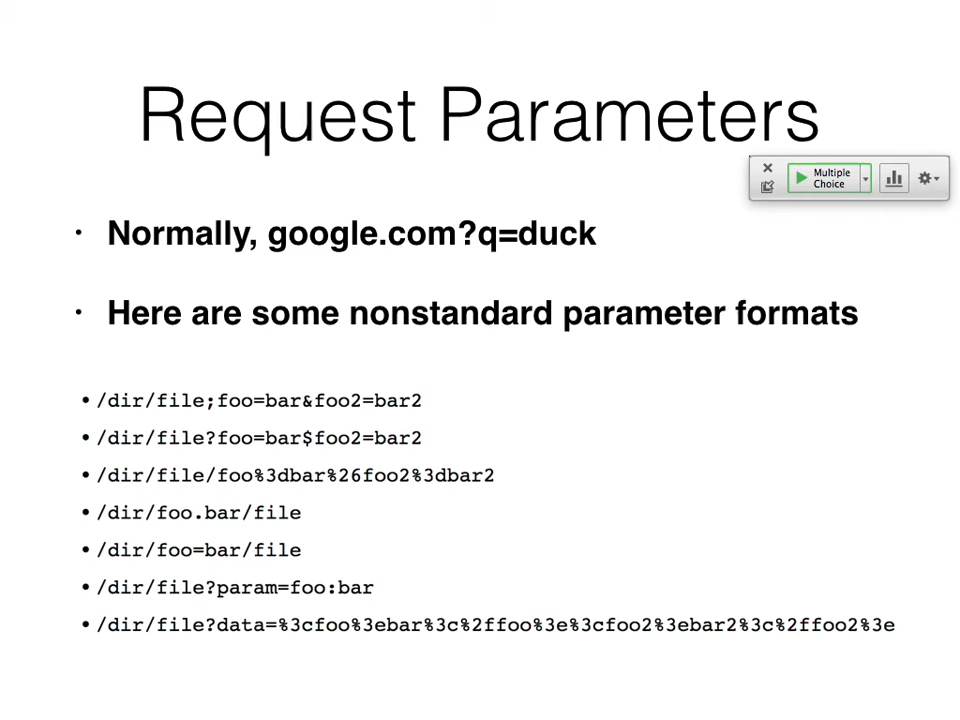 Request Parameters
Multiple
Choice
• Normally, google.com?q=duck
• Here are some nonstandard parameter formats
• /dir/file;foo=bar&foo2=bar2
• /dir/file?foo=bar$foo2=bar2
• /dir/file/foo%3dbar%26foo2%3dbar2
• /dir/foo.bar/file
• /dir/foo=bar/file
• /dir/file?param=foo:bar
• /dir/file?data=%3cfoo%3ebar%3c%2ffoo%3e%3cfoo2%3ebar2%3c%2ffoo2%3e